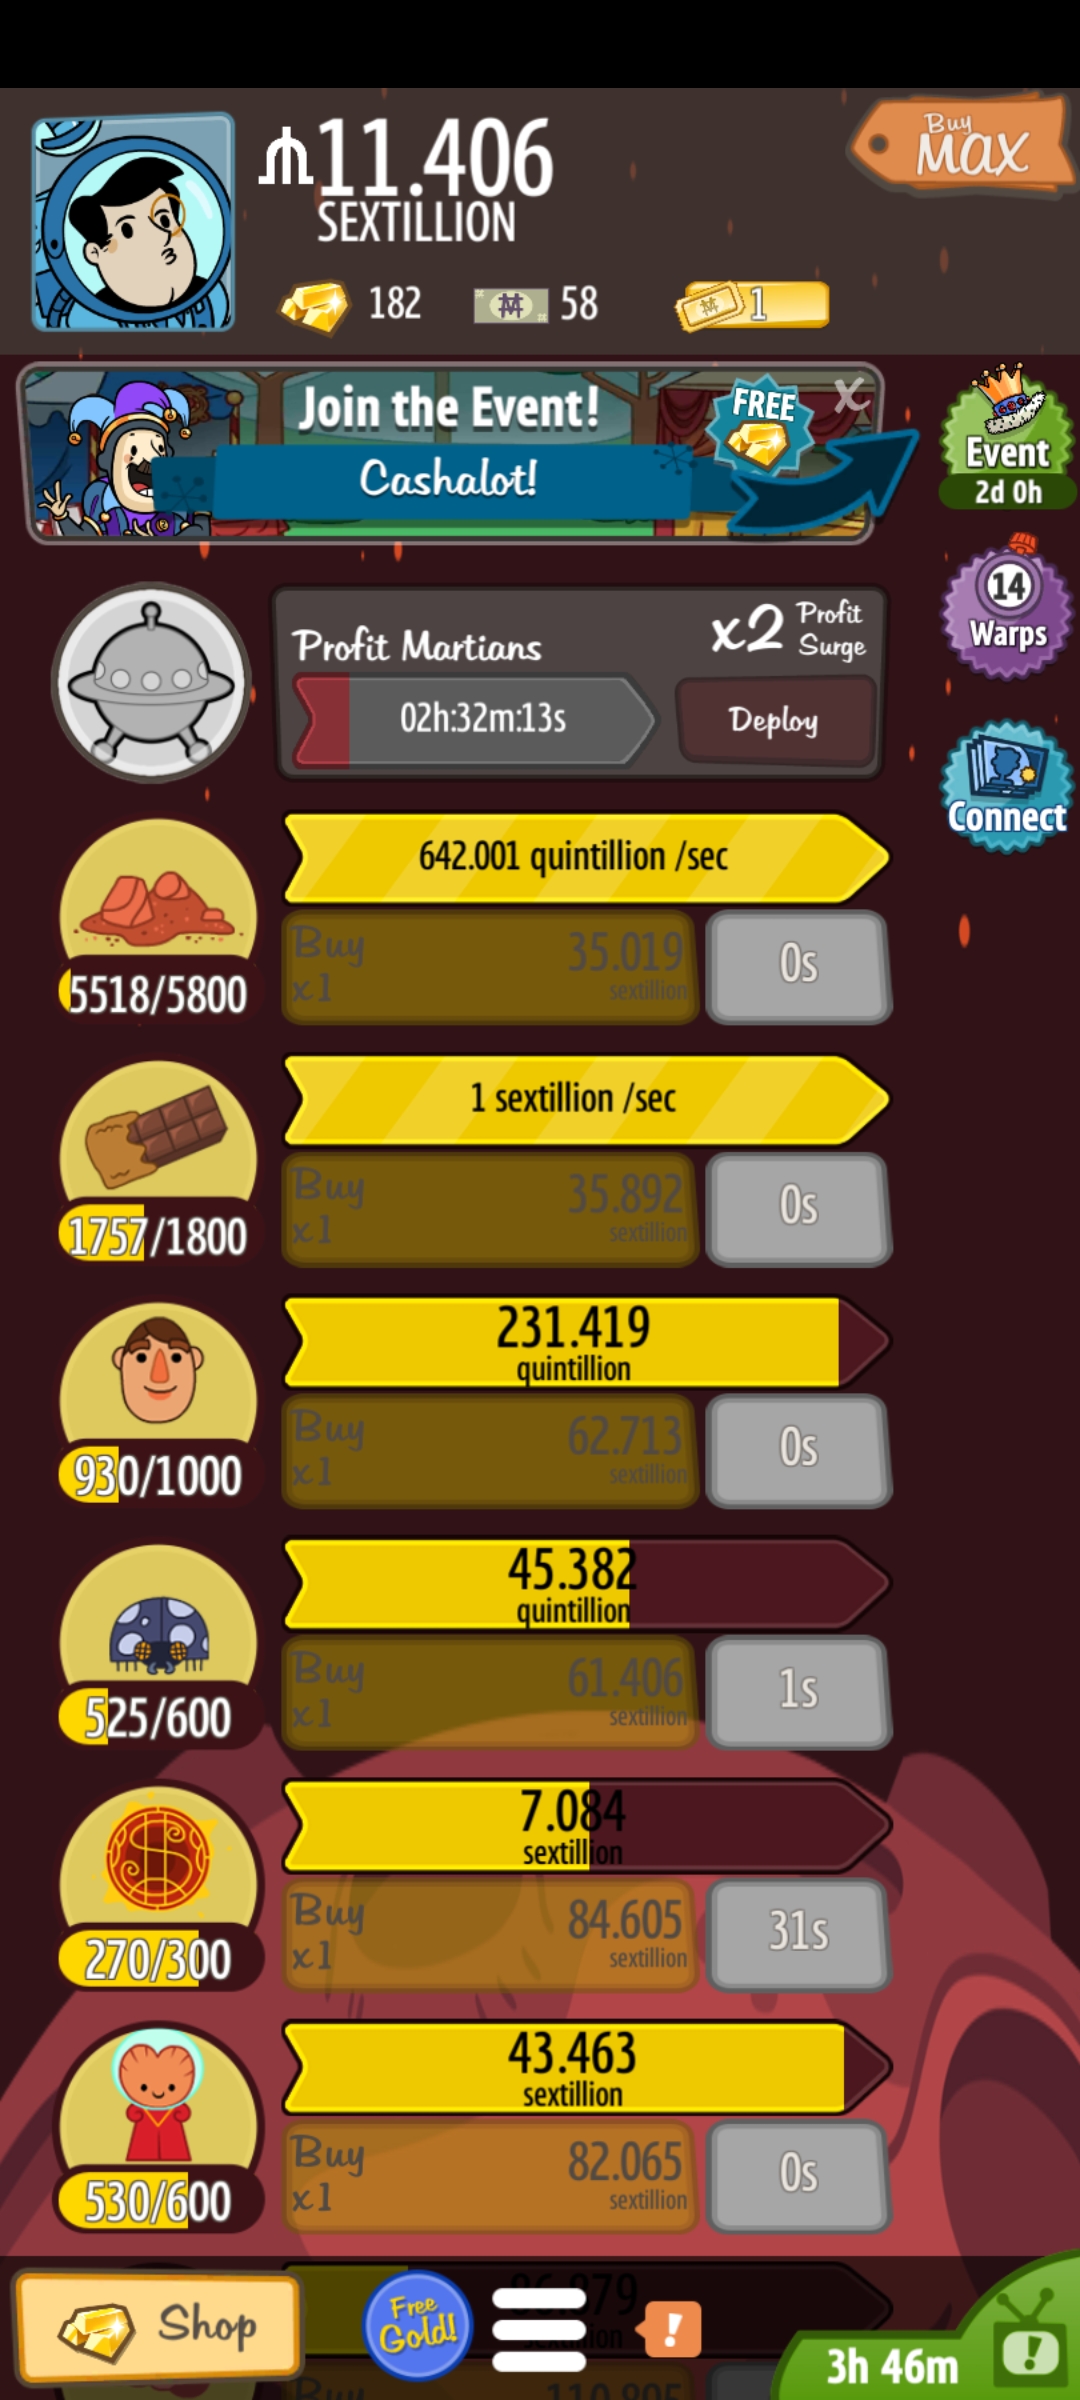 11.406
SEXTILLION
Buy
MAX
182
58
1
Join the Event!
Cashalot!
FREE
X
Event
2d 0h
14
Warps
Connect
Profit Martians
x2 Profit
Surge
02h:32m:13s
Deploy
642.001 quintillion /sec
5518/5800
Buy
x1
35.019
sextillion
0s
1 sextillion /sec
1757/1800
Buy
x1
35.892
sextillion
0s
231.419
quintillion
930/1000
Buy
x1
62.713
sextillion
0s
45.382
quintillion
525/600
Buy
x1
61.406
sextillion
1s
7.084
sextillion
270/300
Buy
x1
84.605
sextillion
31s
43.463
sextillion
530/600
Buy
x1
82.065
sextillion
0s
Shop
Free
Gold!
!
3h 46m
!
Buy